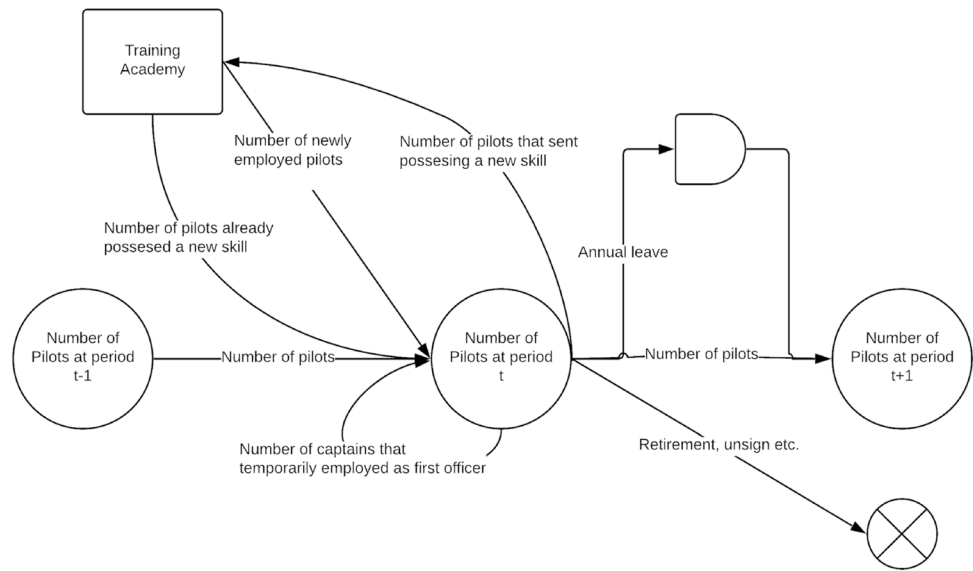 Training
Academy
Number of newly
employed pilots
Number of pilots that sent
possesing a new skill
Number of pilots already
possesed a new skill
Annual leave
Number of
Pilots at period
t-1
Number of pilots
Number of
Pilots at period
t
Number of pilots
Number of
Pilots at period
t+1
Number of captains that
temporarily employed as first officer
Retirement, unsign etc.